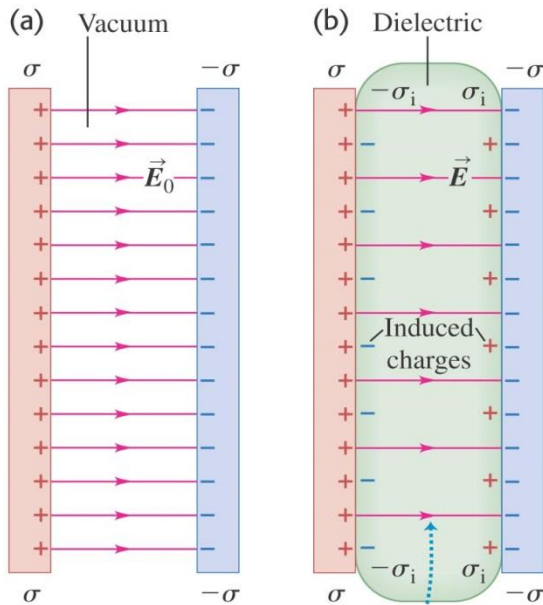 (a)
Vacuum
σ
−σ
E⃗₀
σ
−σ
(b)
Dielectric
σ
−σ
−σᵢ
σᵢ
E⃗
Induced
charges
−σᵢ
σᵢ
σ
−σ